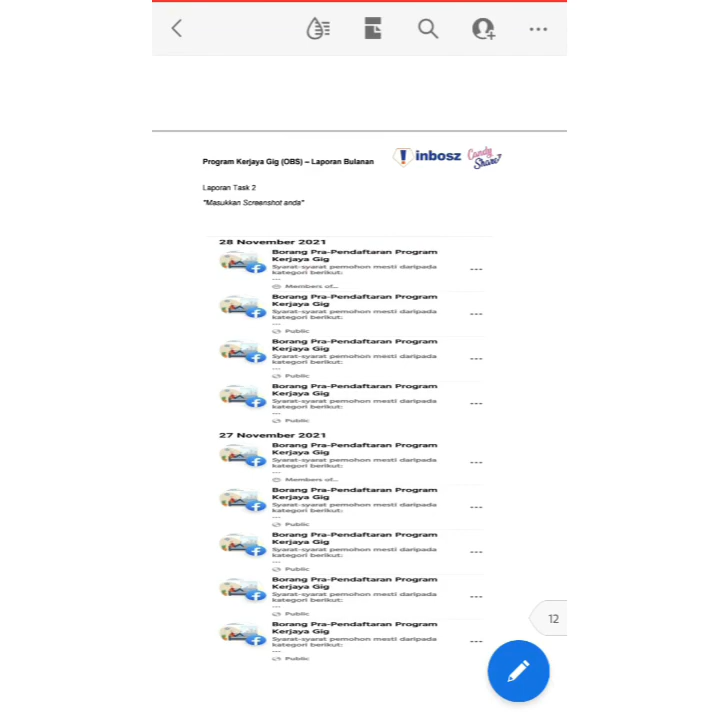 Program Kerjaya Gig (OBS) – Laporan Bulanan
inbosz
Candy Share
Laporan Task 2
"Masukkan Screenshot anda"
28 November 2021
Borang Pra-Pendaftaran Program
Kerjaya Gig
Syarat-syarat pemohon mesti daripada
kategori berikut:
...
Members of...
Borang Pra-Pendaftaran Program
Kerjaya Gig
Syarat-syarat pemohon mesti daripada
kategori berikut:
...
Public
Borang Pra-Pendaftaran Program
Kerjaya Gig
Syarat-syarat pemohon mesti daripada
kategori berikut:
...
Public
Borang Pra-Pendaftaran Program
Kerjaya Gig
Syarat-syarat pemohon mesti daripada
kategori berikut:
...
Public
27 November 2021
Borang Pra-Pendaftaran Program
Kerjaya Gig
Syarat-syarat pemohon mesti daripada
kategori berikut:
...
Members of...
Borang Pra-Pendaftaran Program
Kerjaya Gig
Syarat-syarat pemohon mesti daripada
kategori berikut:
...
Public
Borang Pra-Pendaftaran Program
Kerjaya Gig
Syarat-syarat pemohon mesti daripada
kategori berikut:
...
Public
Borang Pra-Pendaftaran Program
Kerjaya Gig
Syarat-syarat pemohon mesti daripada
kategori berikut:
...
Public
Borang Pra-Pendaftaran Program
Kerjaya Gig
Syarat-syarat pemohon mesti daripada
kategori berikut:
...
Public
12